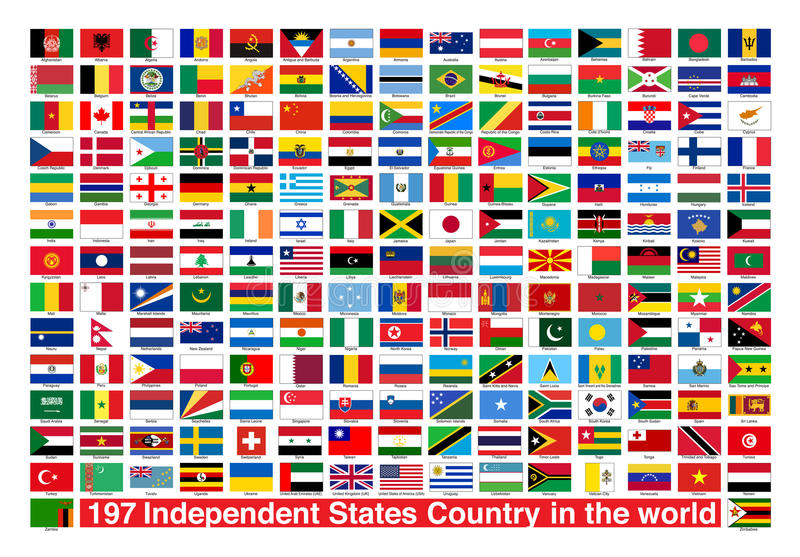 Afghanistan Albania Algeria Andorra Angola Antigua and Barbuda Argentina Armenia Australia Austria Azerbaijan Bahamas Bahrain Bangladesh Barbados
Belarus Belgium Belize Benin Bhutan Bolivia Bosnia and Herzegovina Botswana Brazil Brunei Bulgaria Burkina Faso Burundi Cape Verde Cambodia
Cameroon Canada Central African Republic Chad Chile China Colombia Comoros Democratic Republic of the Congo Republic of the Congo Costa Rica Cote d'Ivoire Croatia Cuba Cyprus
Czech Republic Denmark Djibouti Dominica Dominican Republic Ecuador Egypt El Salvador Equatorial Guinea Eritrea Estonia Ethiopia Fiji Finland France
Gabon Gambia Georgia Germany Ghana Greece Grenada Guatemala Guinea Guinea-Bissau Guyana Haiti Honduras Hungary Iceland
India Indonesia Iran Iraq Ireland Israel Italy Jamaica Japan Jordan Kazakhstan Kenya Kiribati Kosovo Kuwait
Kyrgyzstan Laos Latvia Lebanon Lesotho Liberia Libya Liechtenstein Lithuania Luxembourg Macedonia Madagascar Malawi Malaysia Maldives
Mali Malta Marshall Islands Mauritania Mauritius Mexico Micronesia Moldova Monaco Mongolia Montenegro Morocco Mozambique Myanmar Namibia
Nauru Nepal Netherlands New Zealand Nicaragua Niger Nigeria North Korea Norway Oman Pakistan Palau Palestine Panama Papua New Guinea
Paraguay Peru Philippines Poland Portugal Qatar Romania Russia Rwanda Saint Kitts and Nevis Saint Lucia Saint Vincent and the Grenadines Samoa San Marino Sao Tome and Principe
Saudi Arabia Senegal Serbia Seychelles Sierra Leone Singapore Slovakia Slovenia Solomon Islands Somalia South Africa South Korea South Sudan Spain Sri Lanka
Sudan Suriname Swaziland Sweden Switzerland Syria Taiwan Tajikistan Tanzania Thailand Timor-Leste Togo Tonga Trinidad and Tobago Tunisia
Turkey Turkmenistan Tuvalu Uganda Ukraine United Arab Emirates (UAE) United Kingdom (UK) United States of America (USA) Uruguay Uzbekistan Vanuatu Vatican City Venezuela Vietnam Yemen
Zambia 197 Independent States Country in the world Zimbabwe
dreamstime